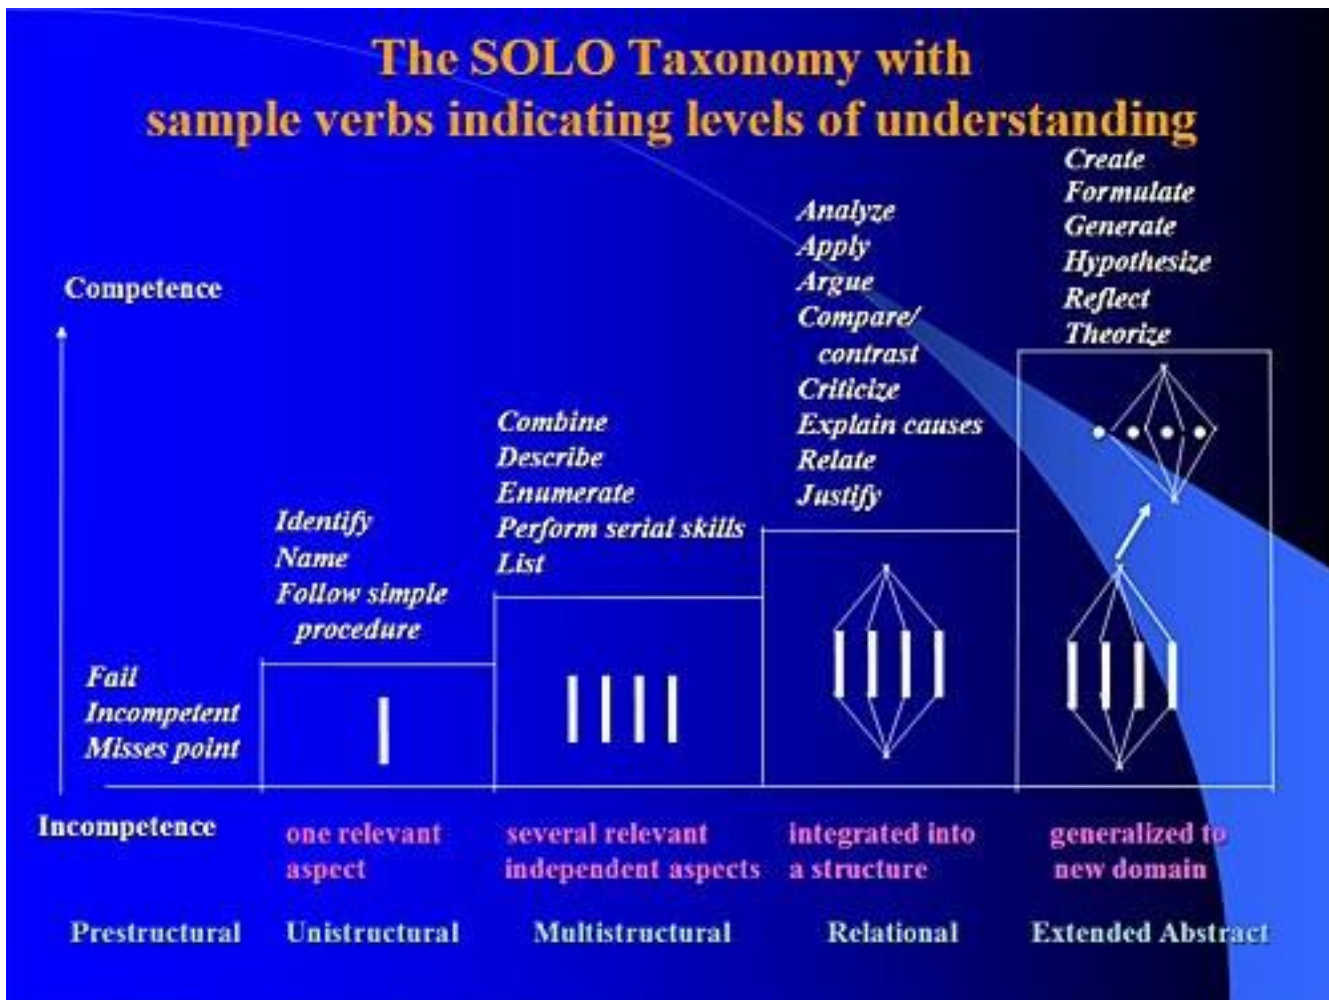 The SOLO Taxonomy with
sample verbs indicating levels of understanding
Competence
Incompetence
Fail
Incompetent
Misses point
Identify
Name
Follow simple
procedure
Combine
Describe
Enumerate
Perform serial skills
List
Analyze
Apply
Argue
Compare/
contrast
Criticize
Explain causes
Relate
Justify
Create
Formulate
Generate
Hypothesize
Reflect
Theorize
one relevant
aspect
several relevant
independent aspects
integrated into
a structure
generalized to
new domain
Prestructural
Unistructural
Multistructural
Relational
Extended Abstract